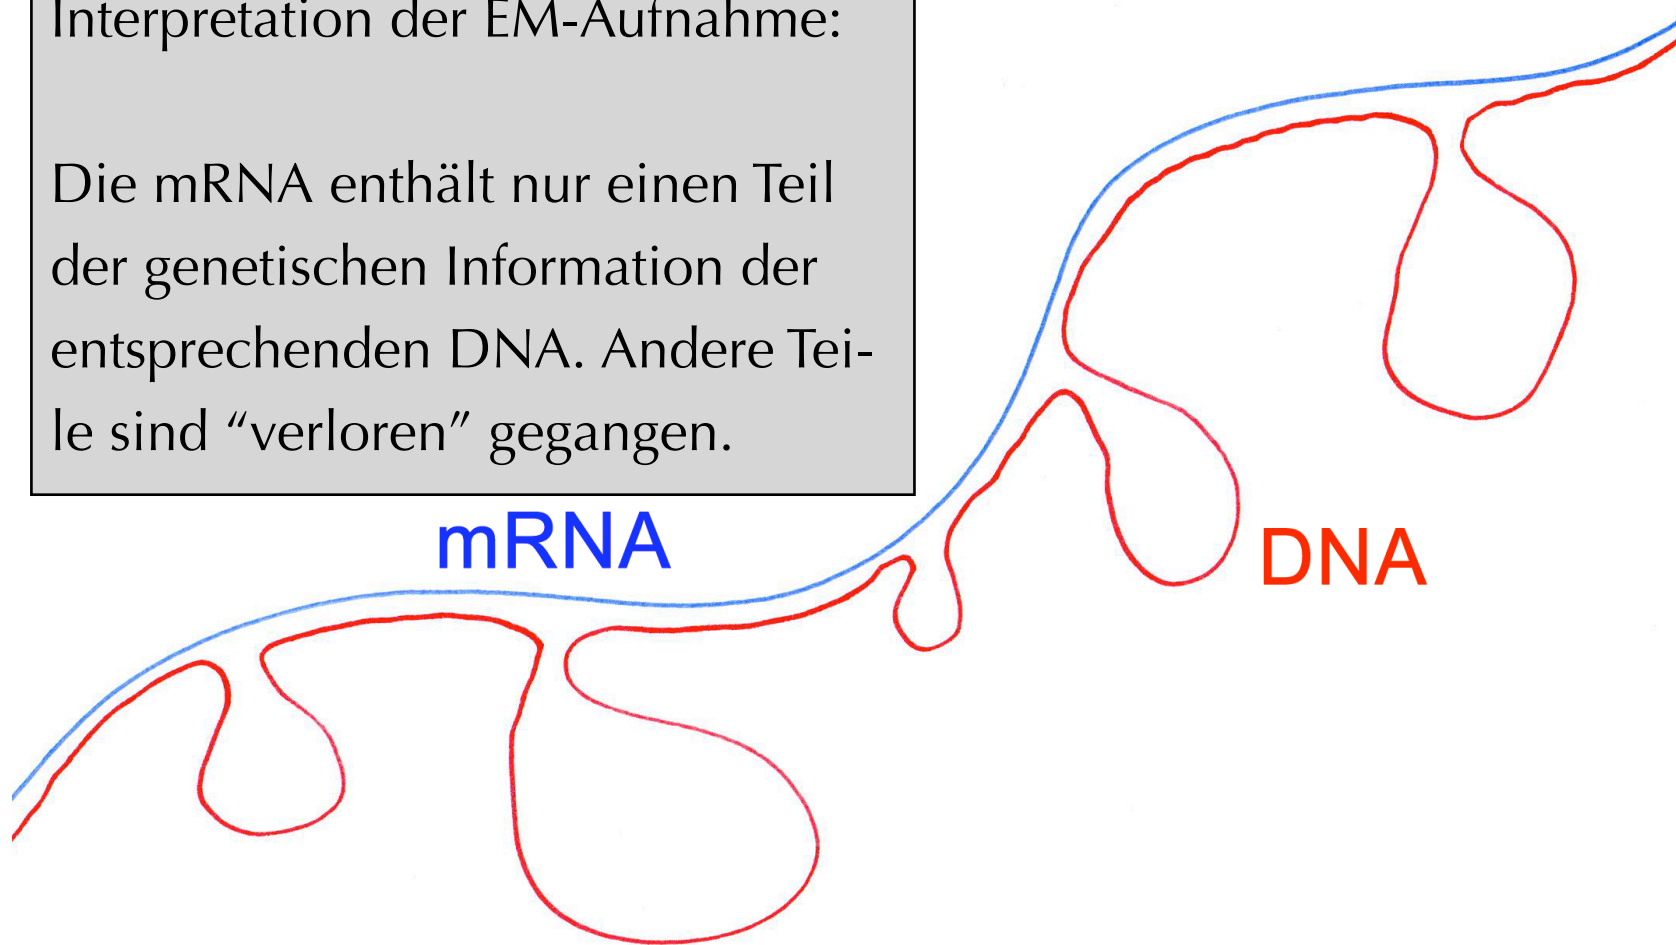 Interpretation der EM-Aufnahme:
Die mRNA enthält nur einen Teil
der genetischen Information der
entsprechenden DNA. Andere Tei-
le sind “verloren” gegangen.
mRNA
DNA